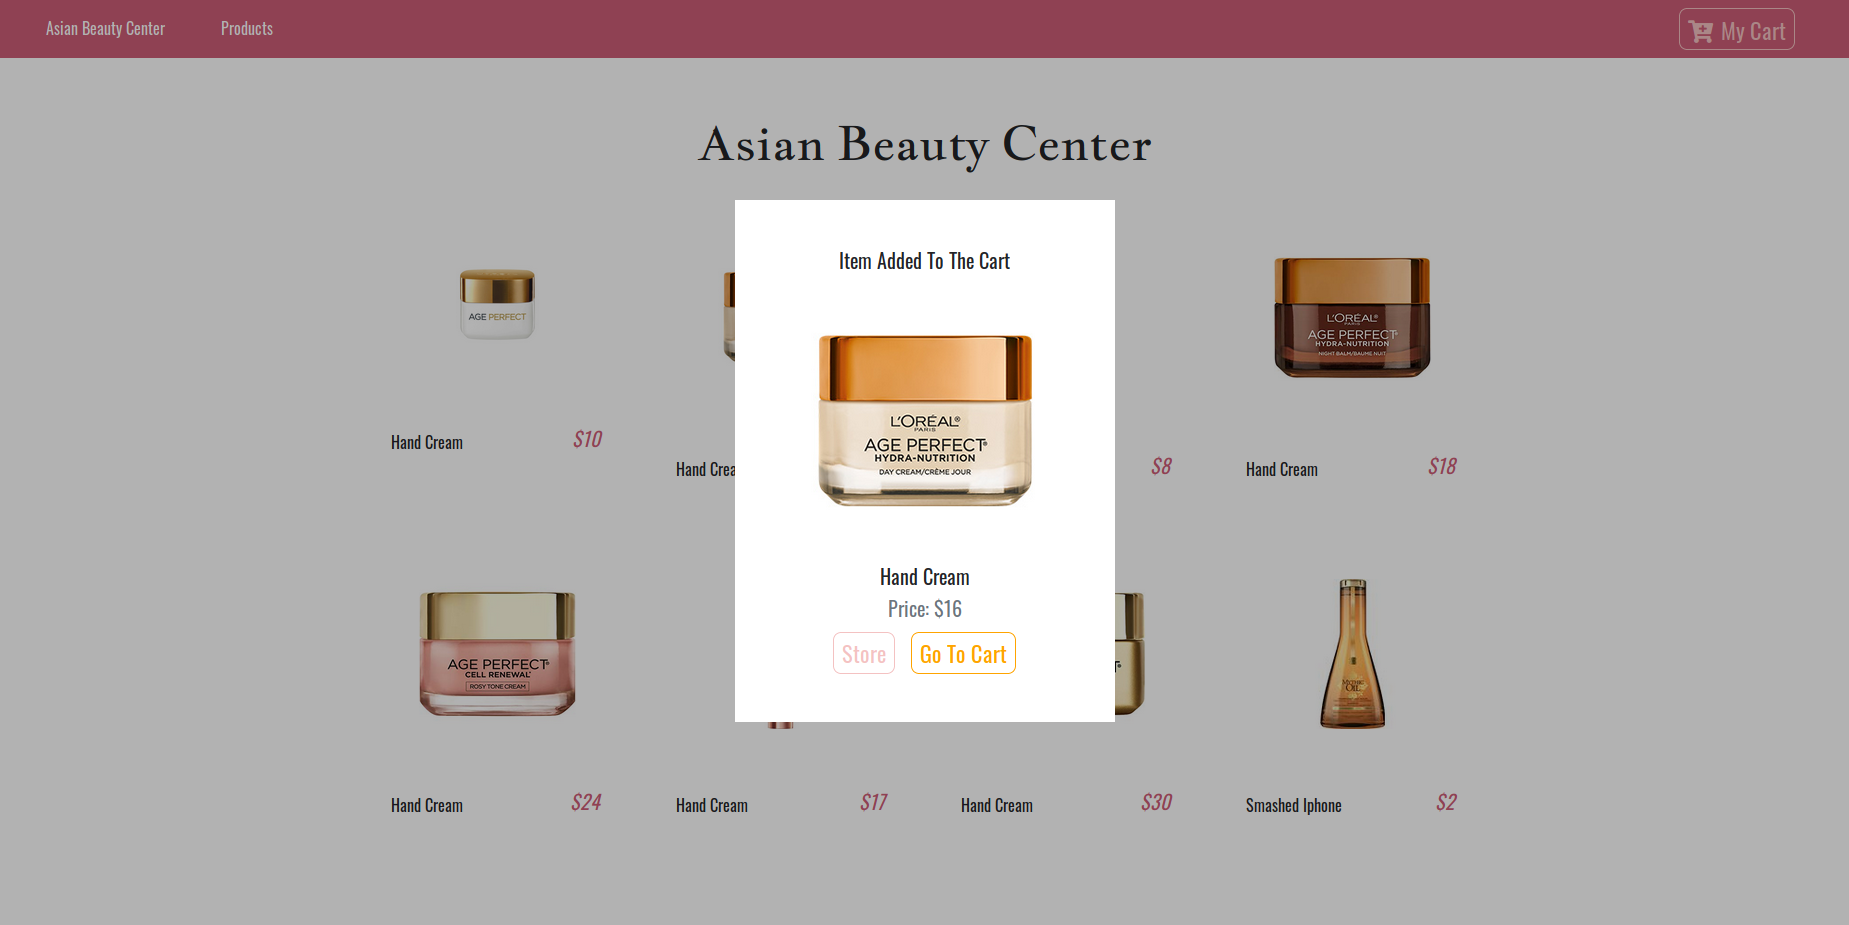 Asian Beauty Center
Products
My Cart
Asian Beauty Center
Item Added To The Cart
AGE PERFECT
L'ORÉAL
PARIS
AGE PERFECT
HYDRA-NUTRITION
DAY CREAM/CRÈME JOUR
L'ORÉAL
PARIS
AGE PERFECT
HYDRA-NUTRITION
NIGHT BALM/BAUME NUIT
Hand Cream
$10
Hand Crea
$8
Hand Cream
$18
Hand Cream
Price: $16
Store
Go To Cart
AGE PERFECT
CELL RENEWAL
ROSY TONE CREAM
OIL
Hand Cream
$24
Hand Cream
$17
Hand Cream
$30
Smashed Iphone
$2